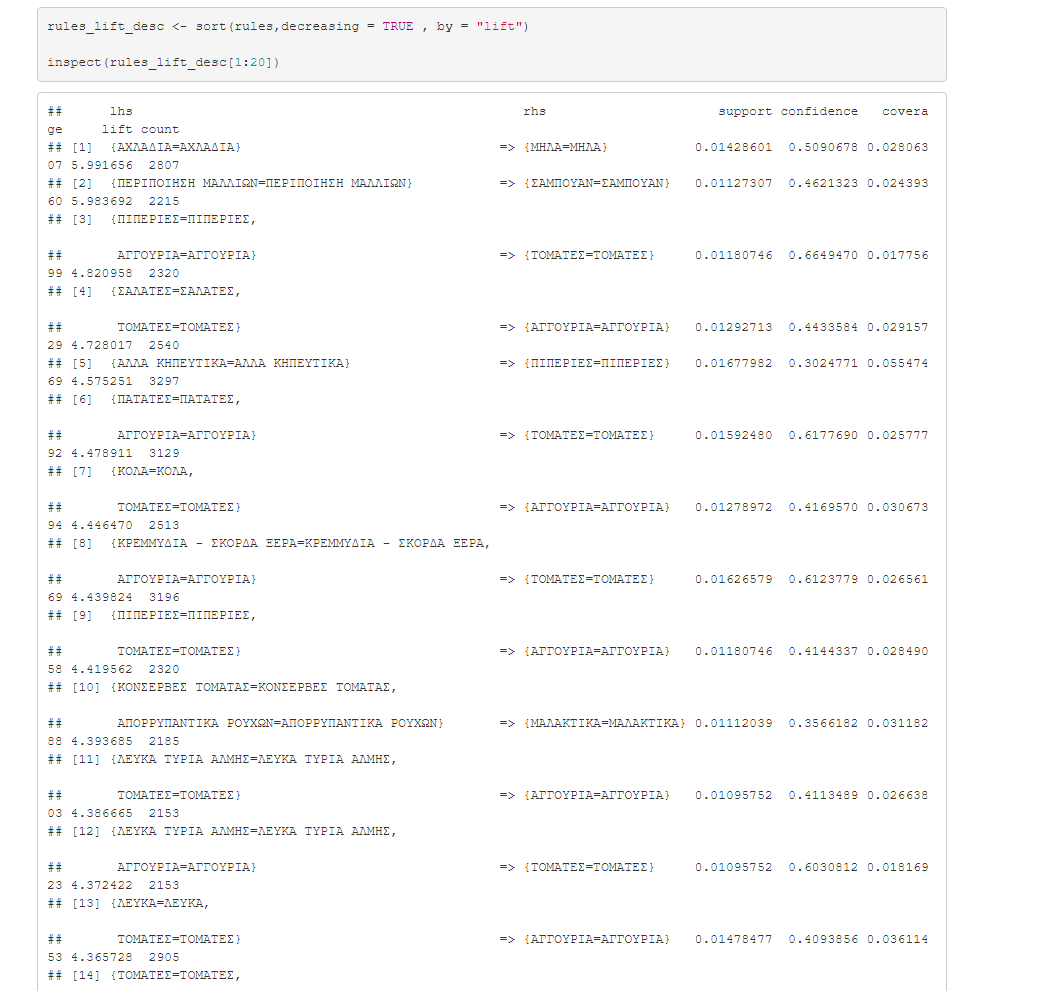 rules_lift_desc <- sort(rules,decreasing = TRUE , by = "lift")
inspect(rules_lift_desc[1:20])
##      lhs                                                  rhs                      support confidence   covera
ge     lift count
## [1]  {ΑΧΛΑΔΙΑ=ΑΧΛΑΔΙΑ}                                 => {ΜΗΛΑ=ΜΗΛΑ}           0.01428601  0.5090678 0.028063
07 5.991656  2807
## [2]  {ΠΕΡΙΠΟΙΗΣΗ ΜΑΛΛΙΩΝ=ΠΕΡΙΠΟΙΗΣΗ ΜΑΛΛΙΩΝ}           => {ΣΑΜΠΟΥΑΝ=ΣΑΜΠΟΥΑΝ}   0.01127307  0.4621323 0.024393
60 5.983692  2215
## [3]  {ΠΙΠΕΡΙΕΣ=ΠΙΠΕΡΙΕΣ,
##       ΑΓΓΟΥΡΙΑ=ΑΓΓΟΥΡΙΑ}                               => {ΤΟΜΑΤΕΣ=ΤΟΜΑΤΕΣ}     0.01180746  0.6649470 0.017756
99 4.820958  2320
## [4]  {ΣΑΛΑΤΕΣ=ΣΑΛΑΤΕΣ,
##       ΤΟΜΑΤΕΣ=ΤΟΜΑΤΕΣ}                                 => {ΑΓΓΟΥΡΙΑ=ΑΓΓΟΥΡΙΑ}   0.01292713  0.4433584 0.029157
29 4.728017  2540
## [5]  {ΑΛΛΑ ΚΗΠΕΥΤΙΚΑ=ΑΛΛΑ ΚΗΠΕΥΤΙΚΑ}                   => {ΠΙΠΕΡΙΕΣ=ΠΙΠΕΡΙΕΣ}   0.01677982  0.3024771 0.055474
69 4.575251  3297
## [6]  {ΠΑΤΑΤΕΣ=ΠΑΤΑΤΕΣ,
##       ΑΓΓΟΥΡΙΑ=ΑΓΓΟΥΡΙΑ}                               => {ΤΟΜΑΤΕΣ=ΤΟΜΑΤΕΣ}     0.01592480  0.6177690 0.025777
92 4.478911  3129
## [7]  {ΚΟΛΑ=ΚΟΛΑ,
##       ΤΟΜΑΤΕΣ=ΤΟΜΑΤΕΣ}                                 => {ΑΓΓΟΥΡΙΑ=ΑΓΓΟΥΡΙΑ}   0.01278972  0.4169570 0.030673
94 4.446470  2513
## [8]  {ΚΡΕΜΜΥΔΙΑ - ΣΚΟΡΔΑ ΞΕΡΑ=ΚΡΕΜΜΥΔΙΑ - ΣΚΟΡΔΑ ΞΕΡΑ,
##       ΑΓΓΟΥΡΙΑ=ΑΓΓΟΥΡΙΑ}                               => {ΤΟΜΑΤΕΣ=ΤΟΜΑΤΕΣ}     0.01626579  0.6123779 0.026561
69 4.439824  3196
## [9]  {ΠΙΠΕΡΙΕΣ=ΠΙΠΕΡΙΕΣ,
##       ΤΟΜΑΤΕΣ=ΤΟΜΑΤΕΣ}                                 => {ΑΓΓΟΥΡΙΑ=ΑΓΓΟΥΡΙΑ}   0.01180746  0.4144337 0.028490
58 4.419562  2320
## [10] {ΚΟΝΣΕΡΒΕΣ ΤΟΜΑΤΑΣ=ΚΟΝΣΕΡΒΕΣ ΤΟΜΑΤΑΣ,
##       ΑΠΟΡΡΥΠΑΝΤΙΚΑ ΡΟΥΧΩΝ=ΑΠΟΡΡΥΠΑΝΤΙΚΑ ΡΟΥΧΩΝ}       => {ΜΑΛΑΚΤΙΚΑ=ΜΑΛΑΚΤΙΚΑ} 0.01112039  0.3566182 0.031182
88 4.393685  2185
## [11] {ΛΕΥΚΑ ΤΥΡΙΑ ΑΛΜΗΣ=ΛΕΥΚΑ ΤΥΡΙΑ ΑΛΜΗΣ,
##       ΤΟΜΑΤΕΣ=ΤΟΜΑΤΕΣ}                                 => {ΑΓΓΟΥΡΙΑ=ΑΓΓΟΥΡΙΑ}   0.01095752  0.4113489 0.026638
03 4.386665  2153
## [12] {ΛΕΥΚΑ ΤΥΡΙΑ ΑΛΜΗΣ=ΛΕΥΚΑ ΤΥΡΙΑ ΑΛΜΗΣ,
##       ΑΓΓΟΥΡΙΑ=ΑΓΓΟΥΡΙΑ}                               => {ΤΟΜΑΤΕΣ=ΤΟΜΑΤΕΣ}     0.01095752  0.6030812 0.018169
23 4.372422  2153
## [13] {ΛΕΥΚΑ=ΛΕΥΚΑ,
##       ΤΟΜΑΤΕΣ=ΤΟΜΑΤΕΣ}                                 => {ΑΓΓΟΥΡΙΑ=ΑΓΓΟΥΡΙΑ}   0.01478477  0.4093856 0.036114
53 4.365728  2905
## [14] {ΤΟΜΑΤΕΣ=ΤΟΜΑΤΕΣ,